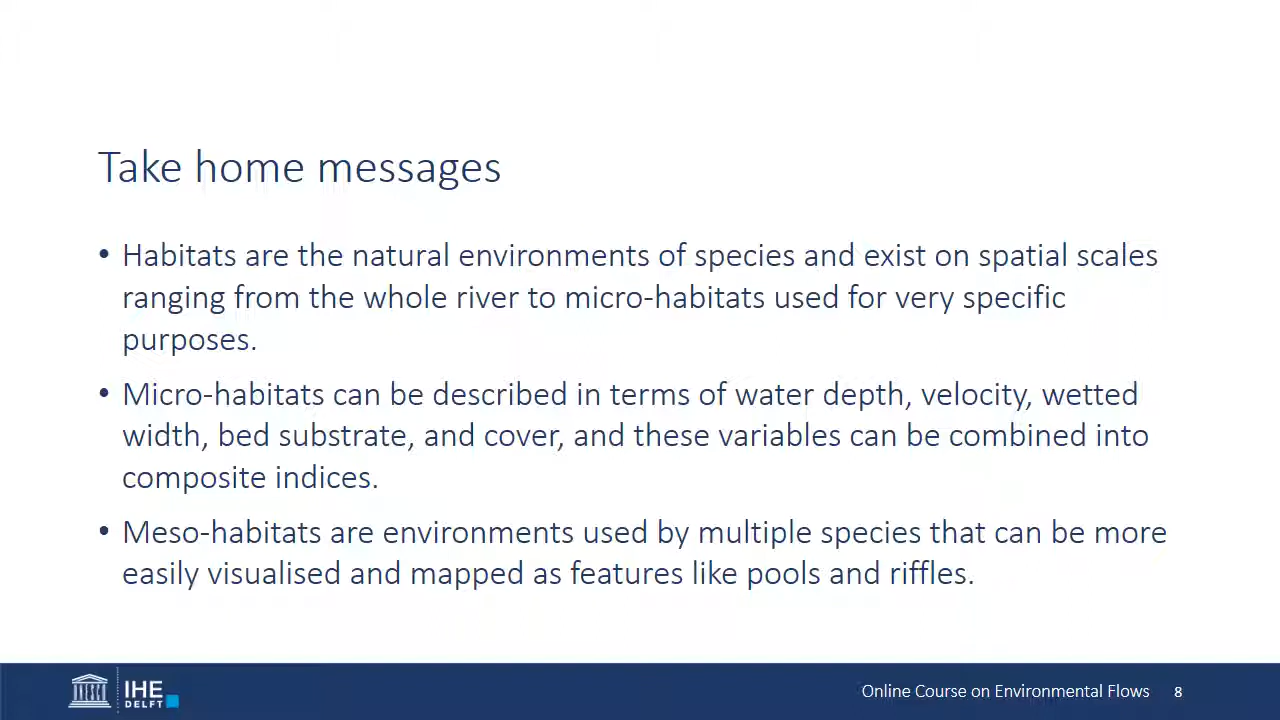 Take home messages
• Habitats are the natural environments of species and exist on spatial scales
ranging from the whole river to micro-habitats used for very specific
purposes.
• Micro-habitats can be described in terms of water depth, velocity, wetted
width, bed substrate, and cover, and these variables can be combined into
composite indices.
• Meso-habitats are environments used by multiple species that can be more
easily visualised and mapped as features like pools and riffles.
UNESCO
IHE
DELFT
Online Course on Environmental Flows 8